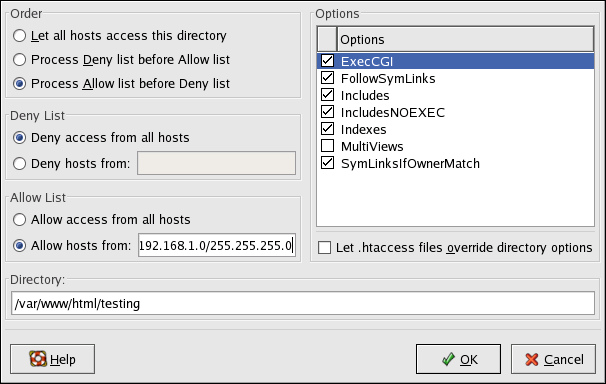 Order
Let all hosts access this directory
Process Deny list before Allow list
Process Allow list before Deny list
Deny List
Deny access from all hosts
Deny hosts from:
Allow List
Allow access from all hosts
Allow hosts from: 192.168.1.0/255.255.255.0
Options
Options
ExecCGI
FollowSymLinks
Includes
IncludesNOEXEC
Indexes
MultiViews
SymLinksIfOwnerMatch
Let .htaccess files override directory options
Directory:
/var/www/html/testing
Help
OK
Cancel